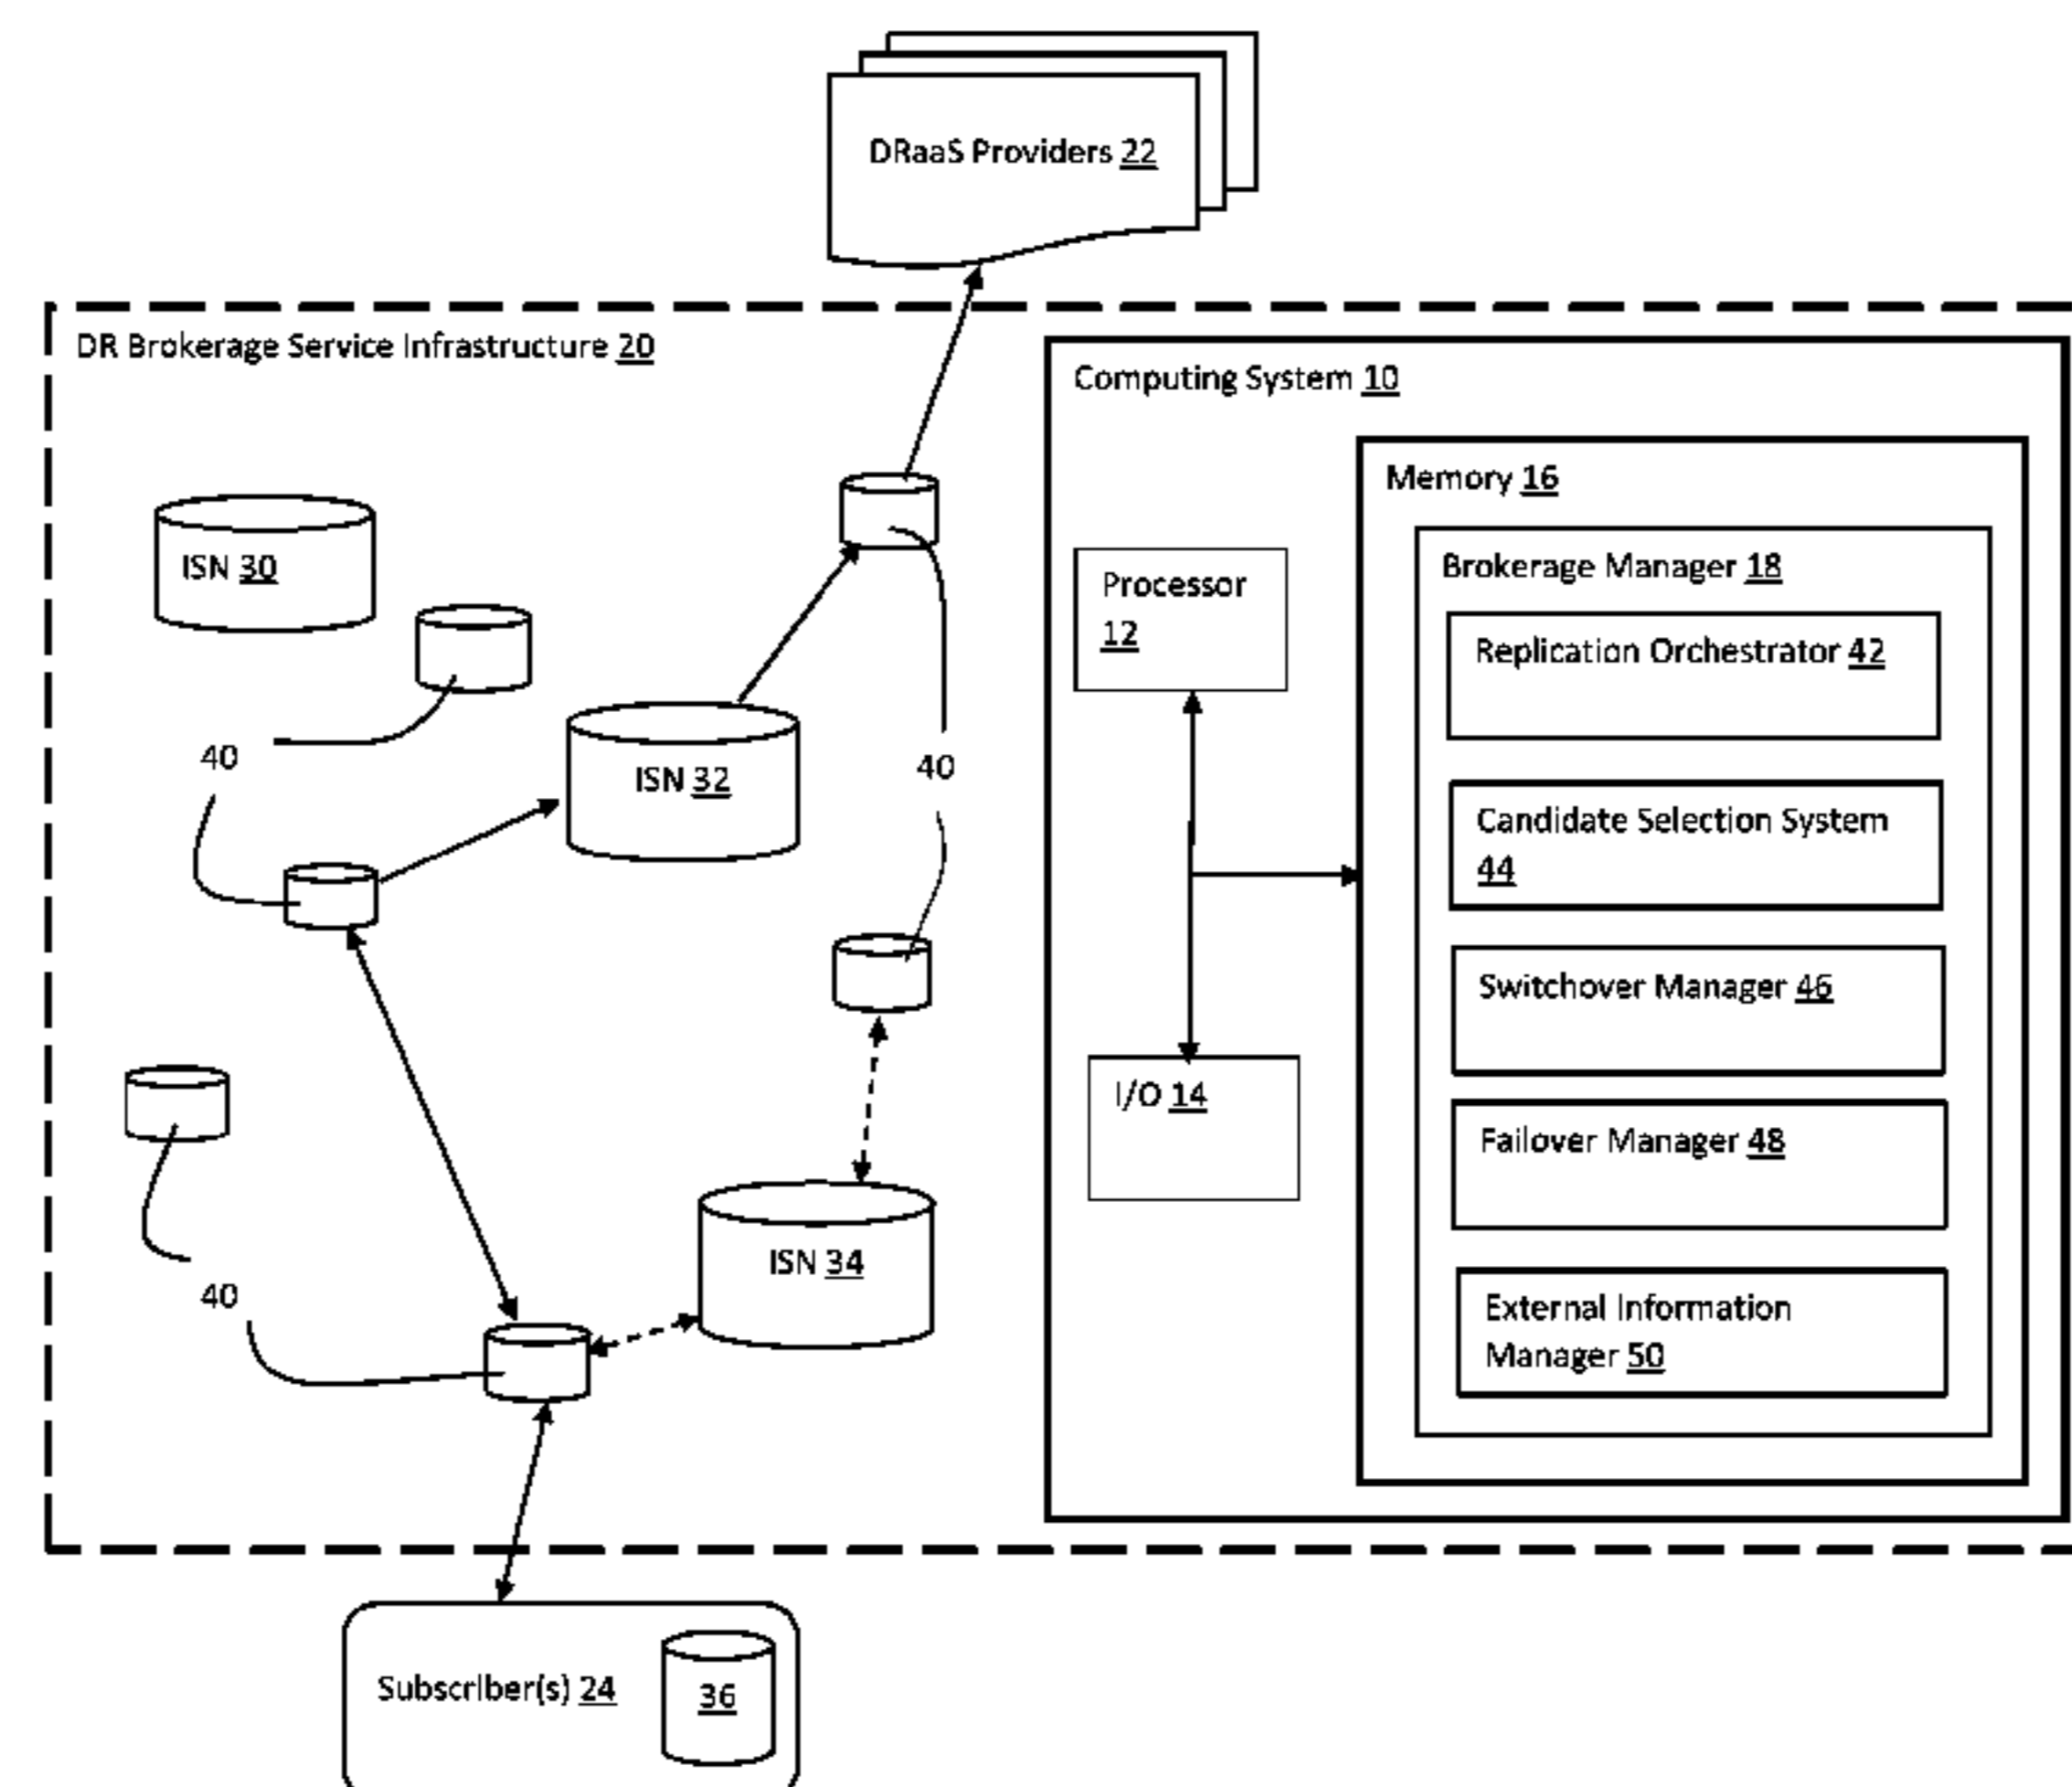 DRaaS Providers 22
DR Brokerage Service Infrastructure 20
Computing System 10
Memory 16
ISN 30
Processor
12
Brokerage Manager 18
Replication Orchestrator 42
40
ISN 32
40
Candidate Selection System
44
Switchover Manager 46
I/O 14
Failover Manager 48
ISN 34
40
External Information
Manager 50
Subscriber(s) 24
36